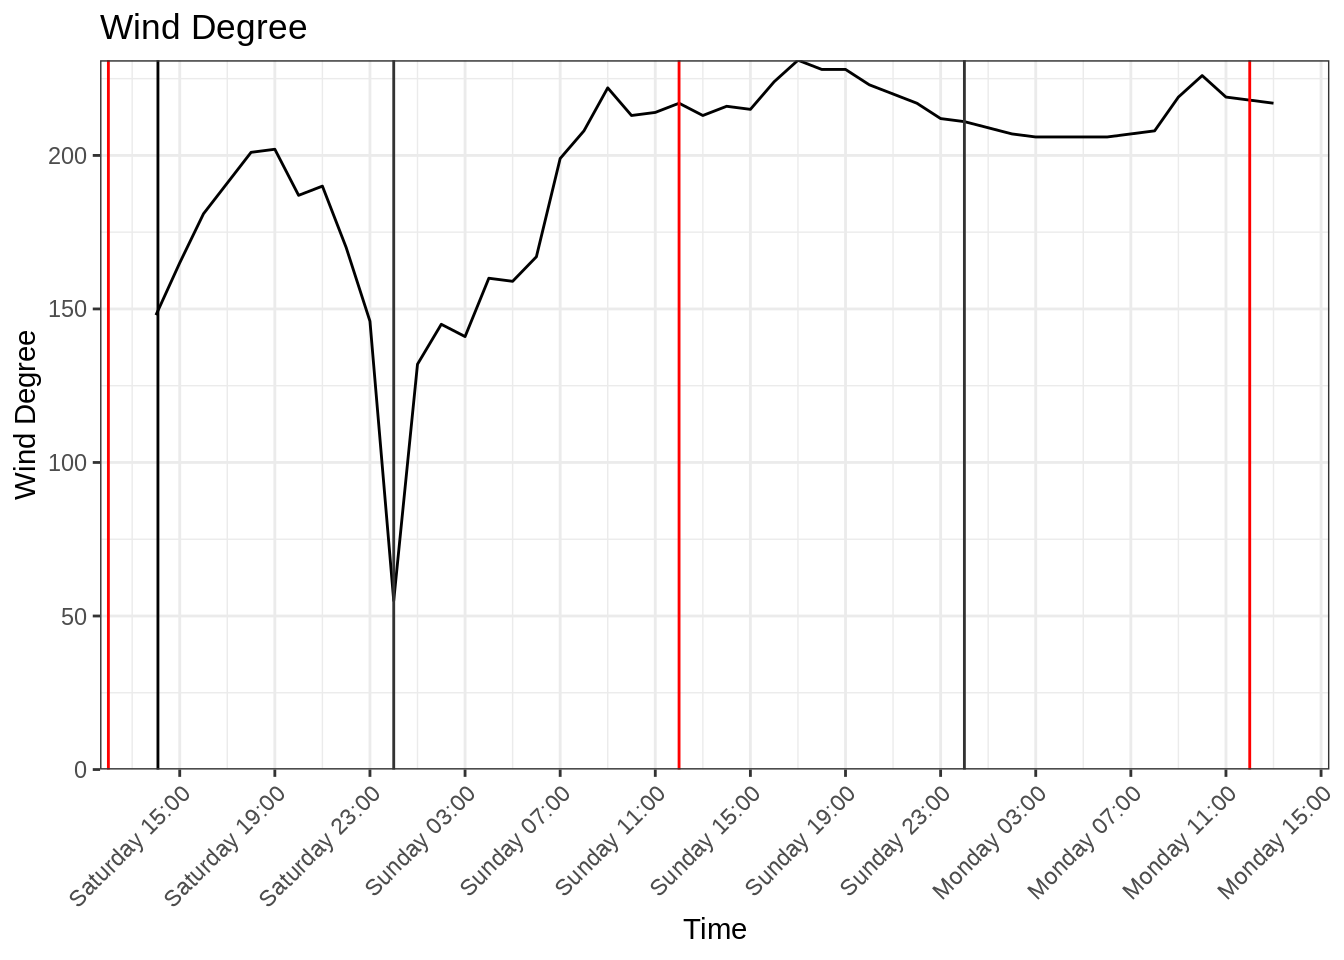 Wind Degree
Wind Degree
200
150
100
50
0
Saturday 15:00
Saturday 19:00
Saturday 23:00
Sunday 03:00
Sunday 07:00
Sunday 11:00
Sunday 15:00
Sunday 19:00
Sunday 23:00
Monday 03:00
Monday 07:00
Monday 11:00
Monday 15:00
Time